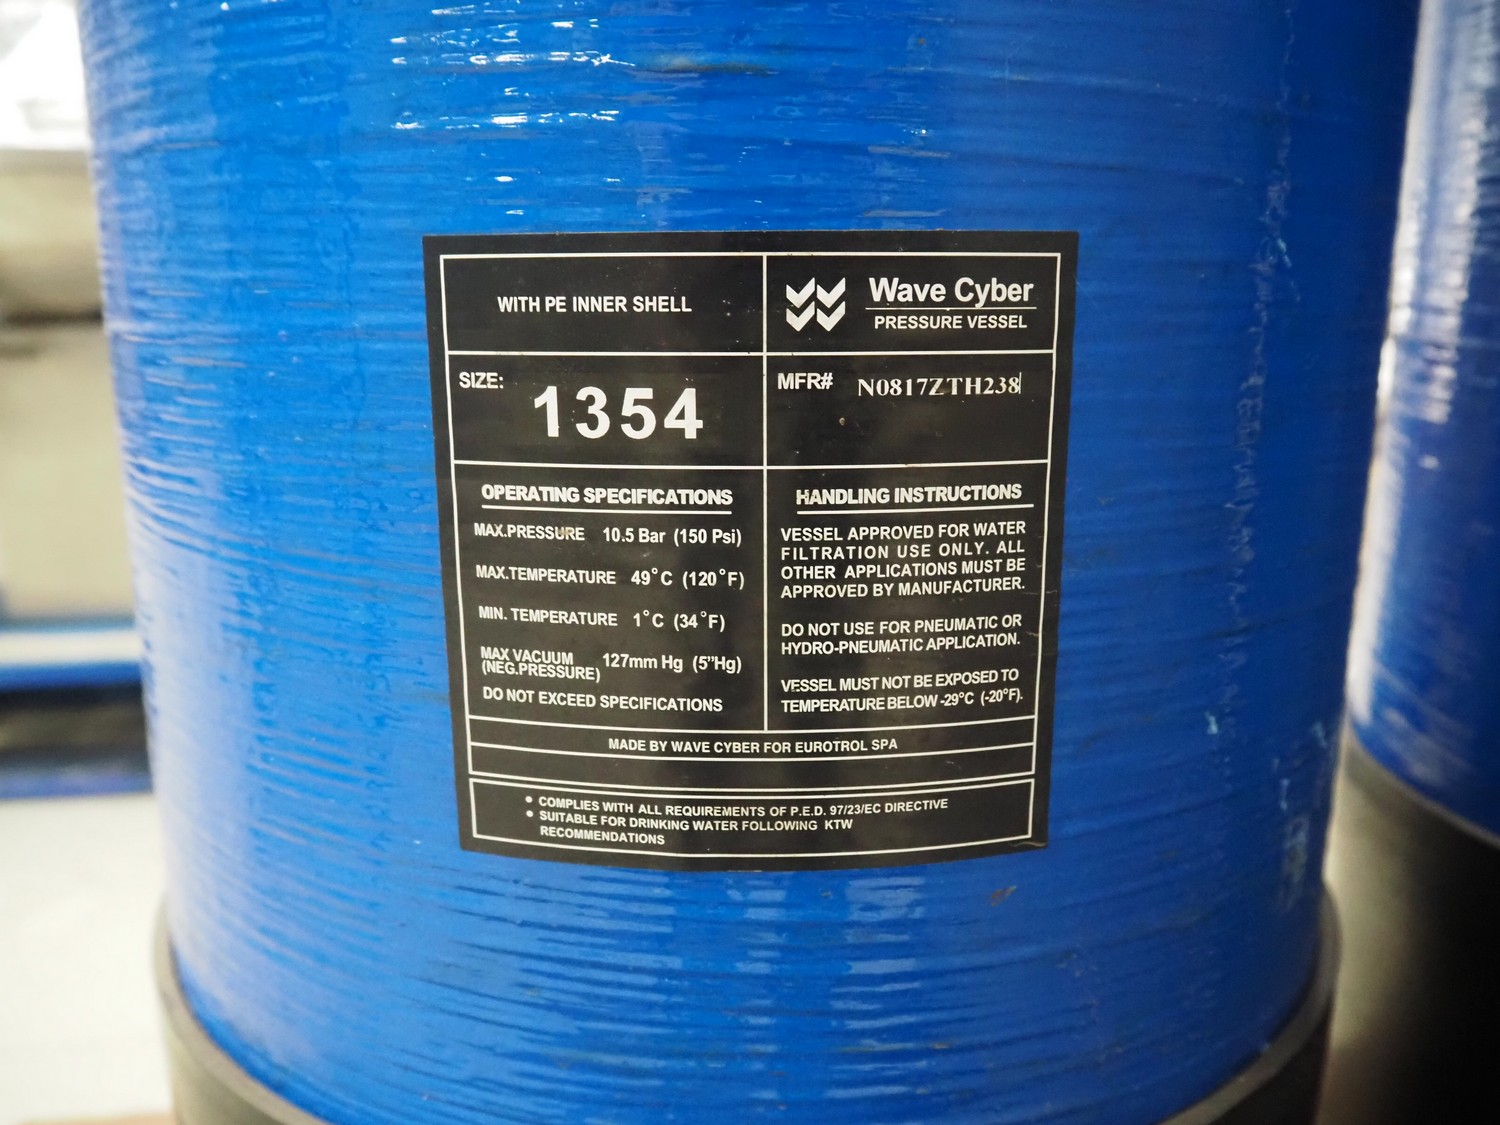 WITH PE INNER SHELL
Wave Cyber
PRESSURE VESSEL
SIZE: 1354
MFR# N0817ZTH238
OPERATING SPECIFICATIONS
MAX.PRESSURE 10.5 Bar (150 Psi)
MAX.TEMPERATURE 49°C (120°F)
MIN. TEMPERATURE 1°C (34°F)
MAX VACUUM 127mm Hg (5”Hg)
(NEG.PRESSURE)
DO NOT EXCEED SPECIFICATIONS
HANDLING INSTRUCTIONS
VESSEL APPROVED FOR WATER
FILTRATION USE ONLY. ALL
OTHER APPLICATIONS MUST BE
APPROVED BY MANUFACTURER.
DO NOT USE FOR PNEUMATIC OR
HYDRO-PNEUMATIC APPLICATION.
VESSEL MUST NOT BE EXPOSED TO
TEMPERATURE BELOW -29°C (-20°F).
MADE BY WAVE CYBER FOR EUROTROL SPA
• COMPLIES WITH ALL REQUIREMENTS OF P.E.D. 97/23/EC DIRECTIVE
• SUITABLE FOR DRINKING WATER FOLLOWING KTW
RECOMMENDATIONS